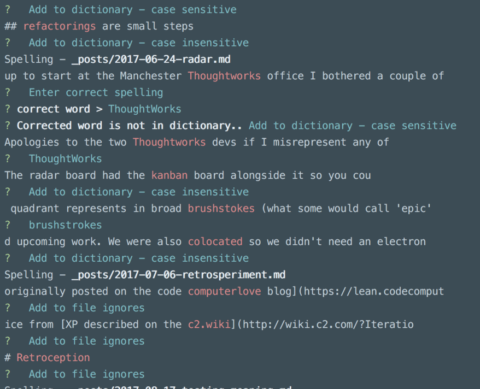 ?   Add to dictionary - case sensitive
## refactorings are small steps
?   Add to dictionary - case insensitive
Spelling - _posts/2017-06-24-radar.md
up to start at the Manchester Thoughtworks office I bothered a couple of
?   Enter correct spelling
? correct word > ThoughtWorks
? Corrected word is not in dictionary.. Add to dictionary - case sensitive
Apologies to the two Thoughtworks devs if I misrepresent any of
?   ThoughtWorks
The radar board had the kanban board alongside it so you cou
?   Add to dictionary - case insensitive
 quadrant represents in broad brushstokes (what some would call 'epic'
?   brushstrokes
d upcoming work. We were also colocated so we didn't need an electron
?   Add to dictionary - case insensitive
Spelling - _posts/2017-07-06-retrosperiment.md
originally posted on the code computerlove blog](https://lean.codecomput
?   Add to file ignores
ice from [XP described on the c2.wiki](http://wiki.c2.com/?Iteratio
?   Add to file ignores
# Retroception
?   Add to file ignores